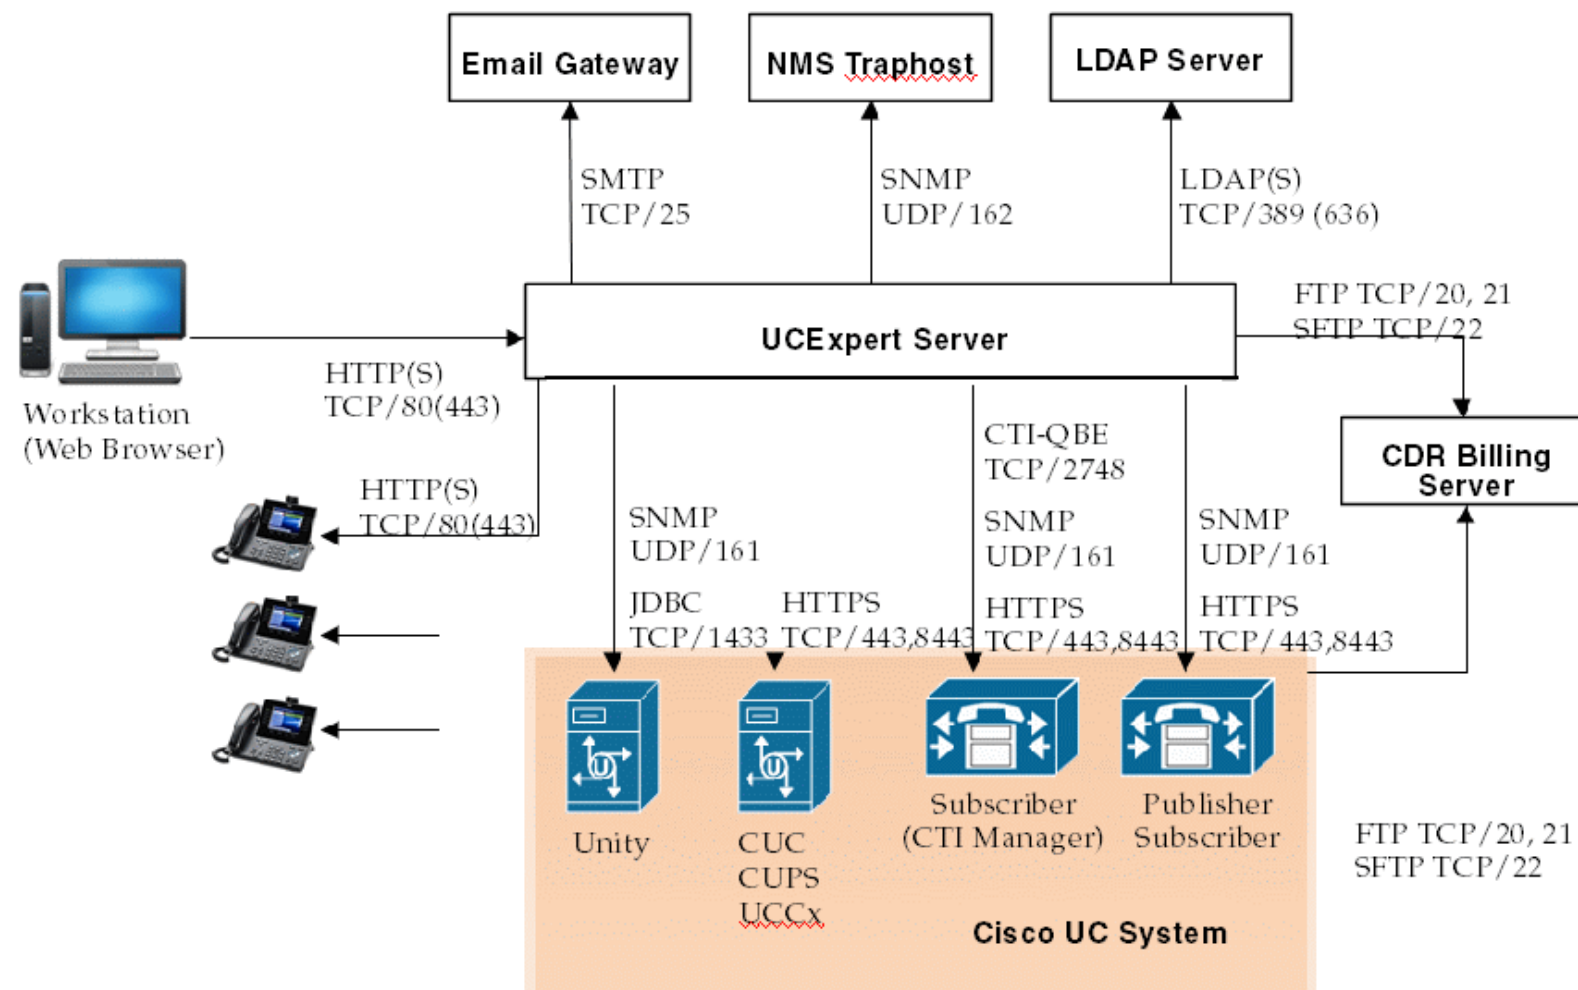 Email Gateway
NMS Traphost
LDAP Server
SMTP
TCP/25
SNMP
UDP/162
LDAP(S)
TCP/389 (636)
UCExpert Server
FTP TCP/20, 21
SFTP TCP/22
HTTP(S)
TCP/80(443)
Workstation
(Web Browser)
HTTP(S)
TCP/80(443)
CDR Billing
Server
SNMP
UDP/161
JDBC
TCP/1433
HTTPS
TCP/443,8443
CTI-QBE
TCP/2748
SNMP
UDP/161
HTTPS
TCP/443,8443
SNMP
UDP/161
HTTPS
TCP/443,8443
U
U
Unity
CUC
CUPS
UCCx
Subscriber
(CTI Manager)
Publisher
Subscriber
FTP TCP/20, 21
SFTP TCP/22
Cisco UC System